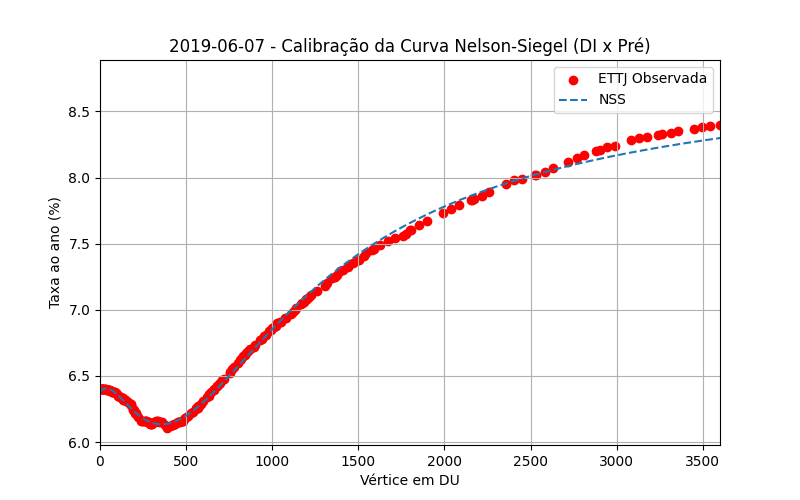 2019-06-07 - Calibração da Curva Nelson-Siegel (DI x Pré)
ETTJ Observada
NSS
Taxa ao ano (%)
8.5
8.0
7.5
7.0
6.5
6.0
0 500 1000 1500 2000 2500 3000 3500
Vértice em DU